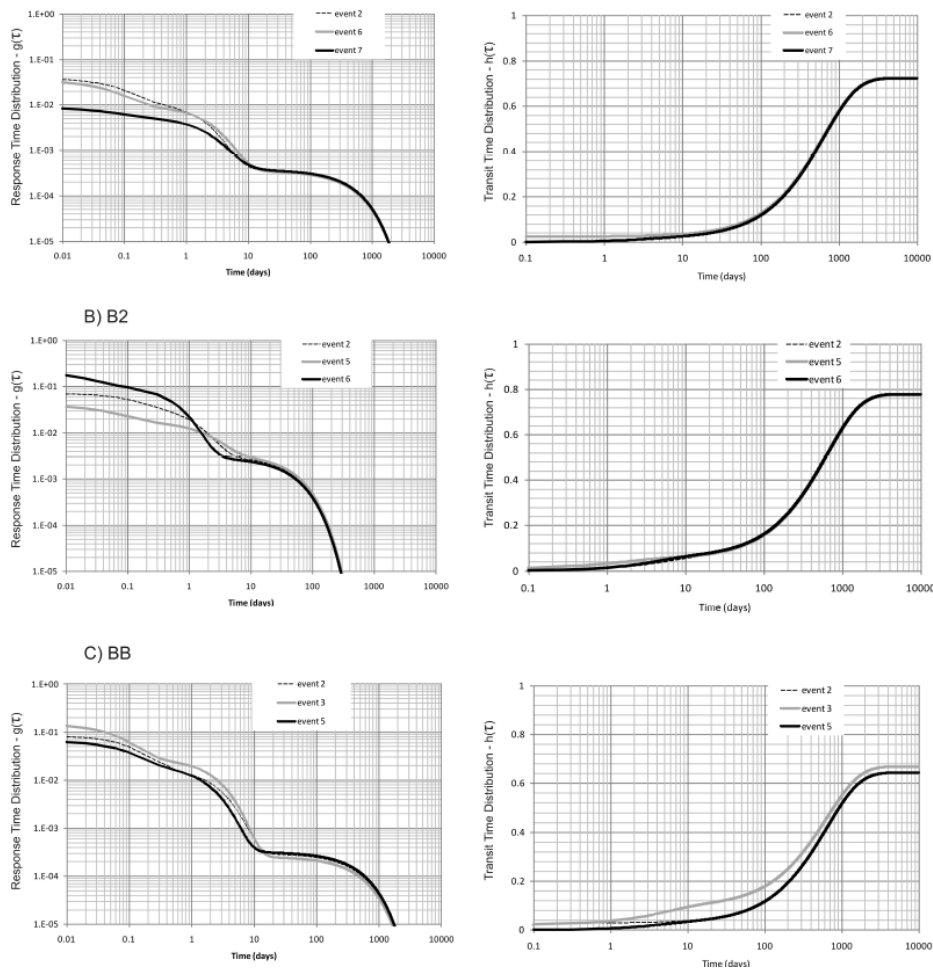 Response Time Distribution - g(τ)
1.E+00
1.E-01
1.E-02
1.E-03
1.E-04
1.E-05
0.01
0.1
1
10
100
1000
10000
Time (days)
event 2
event 6
event 7
Transit Time Distribution - h(τ)
1
0.8
0.6
0.4
0.2
0
0.1
1
10
100
1000
10000
Time (days)
event 2
event 6
event 7
B) B2
Response Time Distribution - g(τ)
1.E+00
1.E-01
1.E-02
1.E-03
1.E-04
1.E-05
0.01
0.1
1
10
100
1000
10000
Time (days)
event 2
event 5
event 6
Transit Time Distribution - h(τ)
1
0.8
0.6
0.4
0.2
0
0.1
1
10
100
1000
10000
Time (days)
event 2
event 5
event 6
C) BB
Response Time Distribution - g(τ)
1.E+00
1.E-01
1.E-02
1.E-03
1.E-04
1.E-05
0.01
0.1
1
10
100
1000
10000
Time (days)
event 2
event 3
event 5
Transit Time Distribution - h(τ)
1
0.8
0.6
0.4
0.2
0
0.1
1
10
100
1000
10000
Time (days)
event 2
event 3
event 5